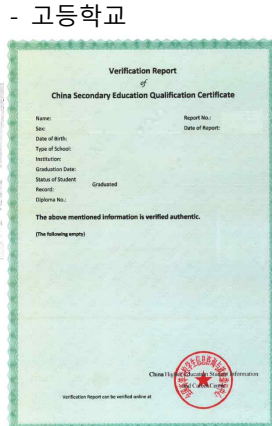 - 고등학교
Verification Report
of
China Secondary Education Qualification Certificate
Name: Report No.:
Sex: Date of Report:
Date of Birth:
Type of School:
Institution:
Graduation Date:
Status of Student Record: Graduated
Diploma No.:
The above mentioned information is verified authentic.
(The following empty)
China Higher Education Student Information
and Career Center
Verification Report can be verified online at